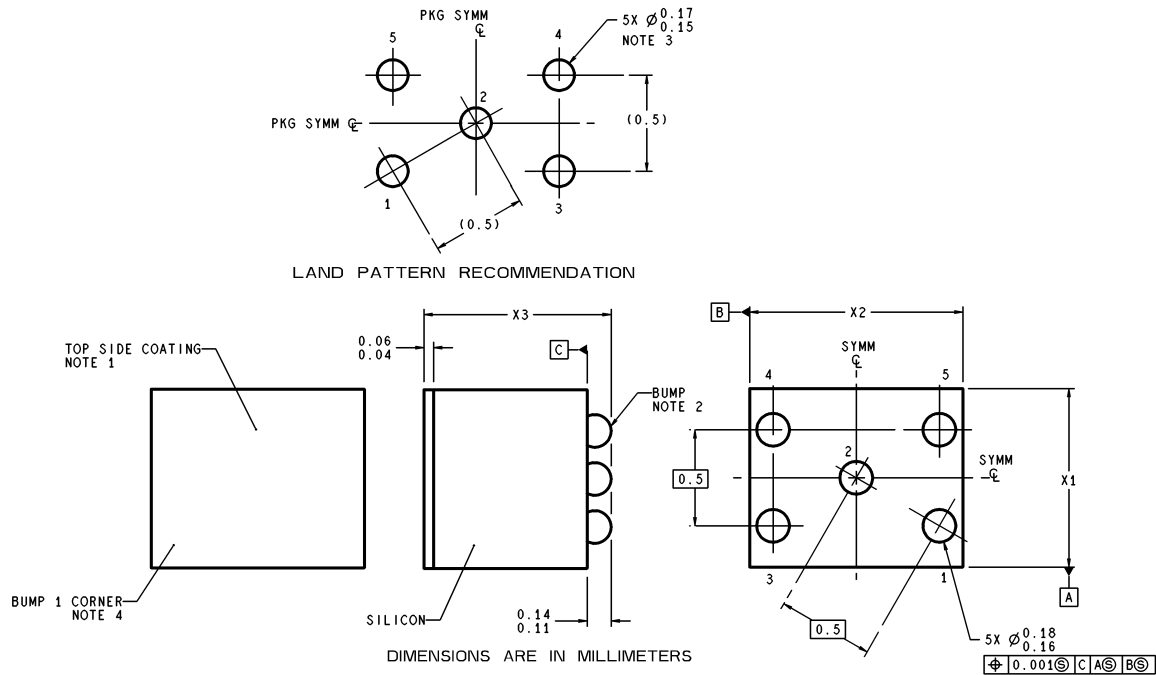 PKG SYMM
℄
5X Ø 0.17
0.15
NOTE 3
5
4
2
PKG SYMM ℄
(0.5)
1
3
(0.5)
LAND PATTERN RECOMMENDATION
X3
B
X2
TOP SIDE COATING
NOTE 1
0.06
0.04
C
SYMM
℄
4
5
BUMP
NOTE 2
2
SYMM
℄
0.5
X1
3
1
A
BUMP 1 CORNER
NOTE 4
SILICON
0.14
0.11
0.5
5X Ø 0.18
0.16
⌖ 0.001Ⓢ C AⓈ BⓈ
DIMENSIONS ARE IN MILLIMETERS